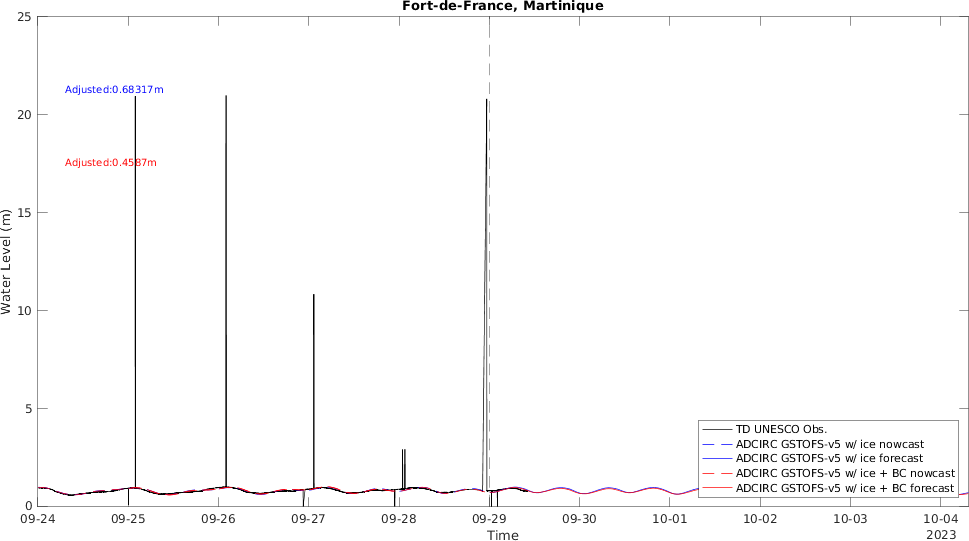 Fort-de-France, Martinique
25
20
15
10
5
0
Water Level (m)
Adjusted:0.68317m
Adjusted:0.4587m
TD UNESCO Obs.
ADCIRC GSTOFS-v5 w/ ice nowcast
ADCIRC GSTOFS-v5 w/ ice forecast
ADCIRC GSTOFS-v5 w/ ice + BC nowcast
ADCIRC GSTOFS-v5 w/ ice + BC forecast
09-24 09-25 09-26 09-27 09-28 09-29 09-30 10-01 10-02 10-03 10-04
Time
2023